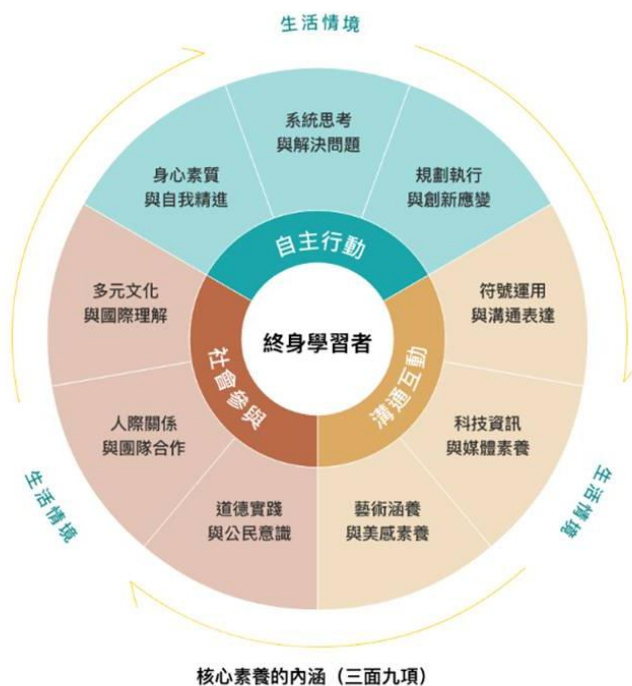 生活情境
系統思考
與解決問題
身心素質
與自我精進
規劃執行
與創新應變
自主行動
多元文化
與國際理解
符號運用
與溝通表達
終身學習者
社會參與
溝通互動
人際關係
與團隊合作
科技資訊
與媒體素養
生活情境
生活情境
道德實踐
與公民意識
藝術涵養
與美感素養
核心素養的內涵（三面九項）